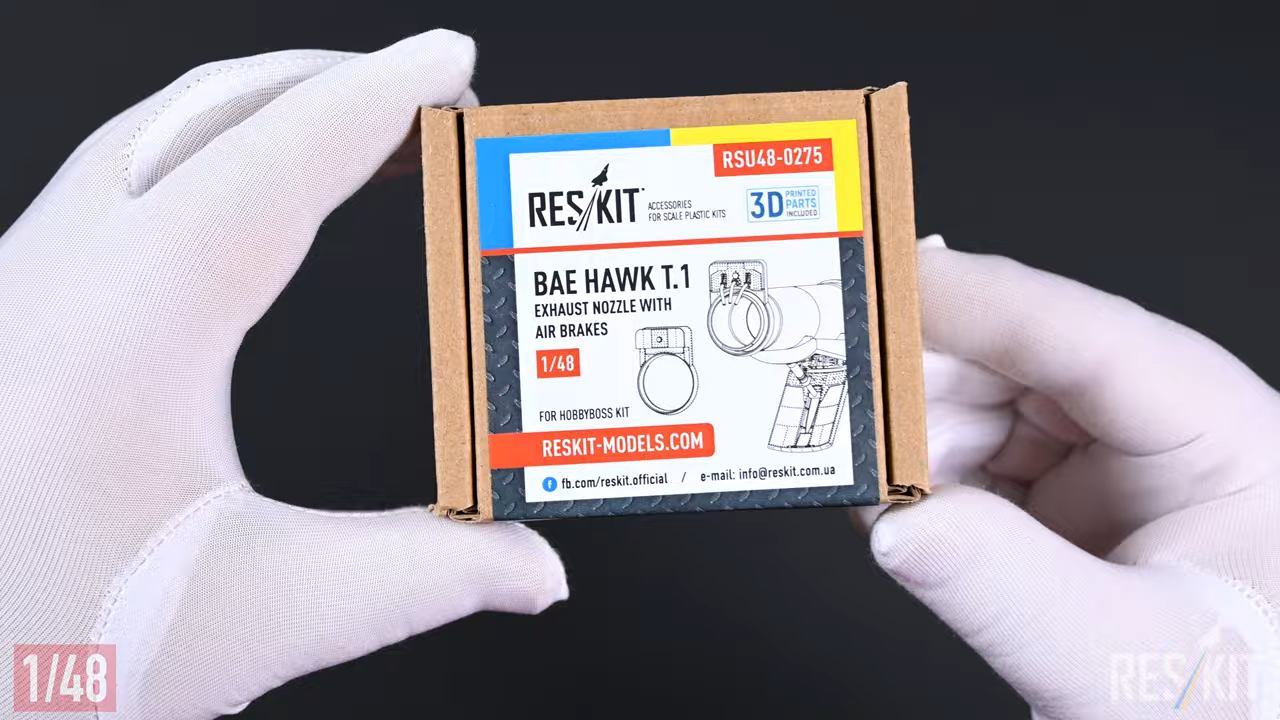 RSU48-0275
RES/KIT
ACCESSORIES
FOR SCALE PLASTIC KITS
3D PRINTED
PARTS
INCLUDED
BAE HAWK T.1
EXHAUST NOZZLE WITH
AIR BRAKES
1/48
FOR HOBBYBOSS KIT
RESKIT-MODELS.COM
fb.com/reskit.official / e-mail: info@reskit.com.ua
1/48
RES/KIT